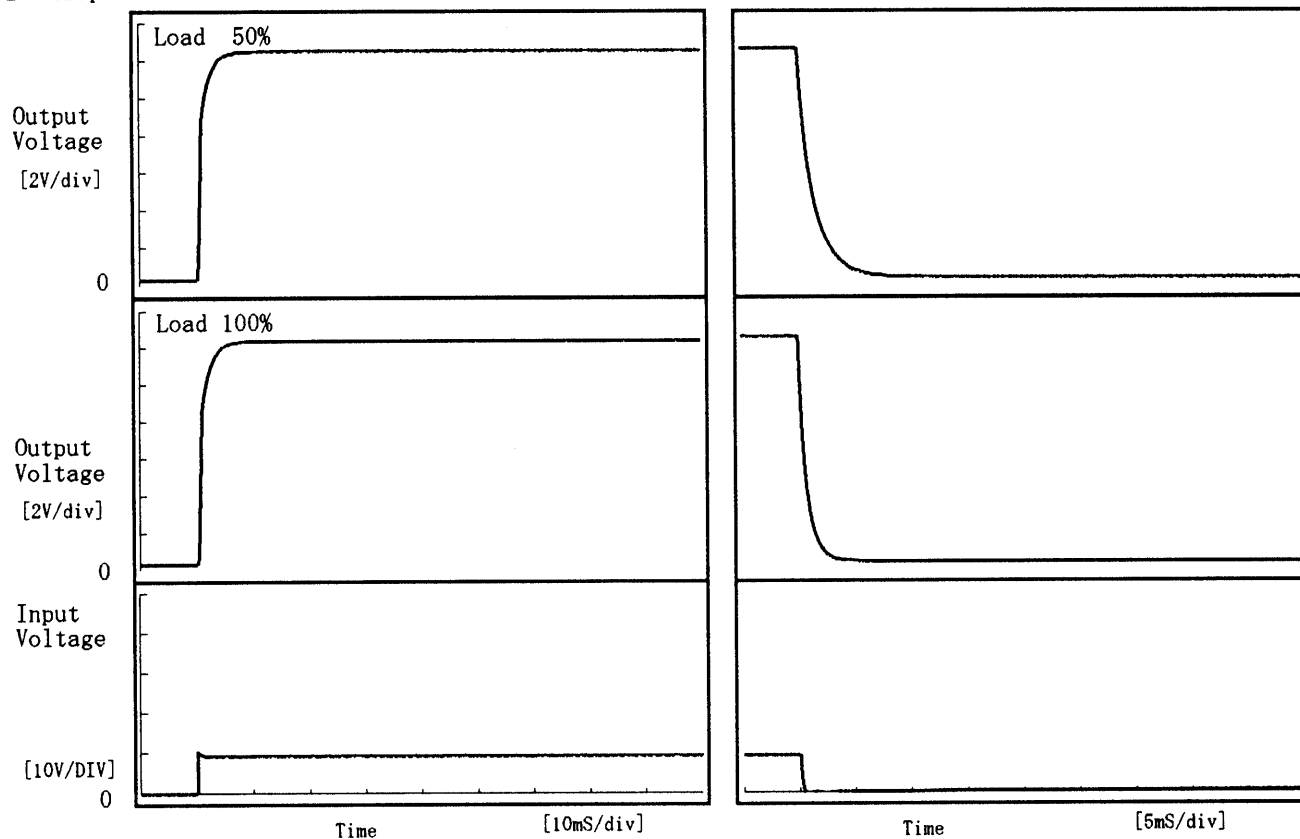 Load 50%
Output
Voltage
[2V/div]
0
Load 100%
Output
Voltage
[2V/div]
0
Input
Voltage
[10V/DIV]
0
Time [10mS/div]
Time [5mS/div]